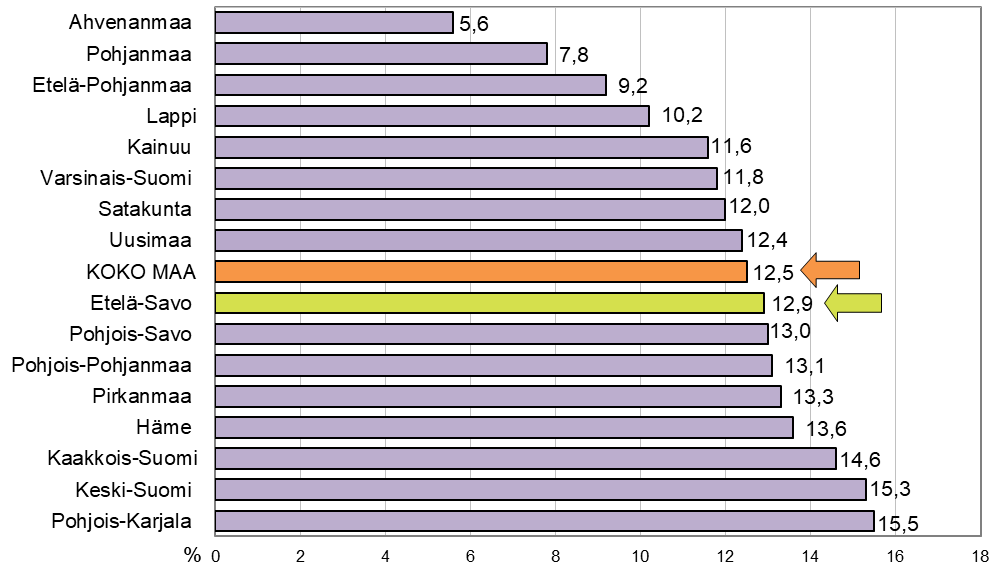 Ahvenanmaa 5,6
Pohjanmaa 7,8
Etelä-Pohjanmaa 9,2
Lappi 10,2
Kainuu 11,6
Varsinais-Suomi 11,8
Satakunta 12,0
Uusimaa 12,4
KOKO MAA 12,5
Etelä-Savo 12,9
Pohjois-Savo 13,0
Pohjois-Pohjanmaa 13,1
Pirkanmaa 13,3
Häme 13,6
Kaakkois-Suomi 14,6
Keski-Suomi 15,3
Pohjois-Karjala 15,5
% 0 2 4 6 8 10 12 14 16 18